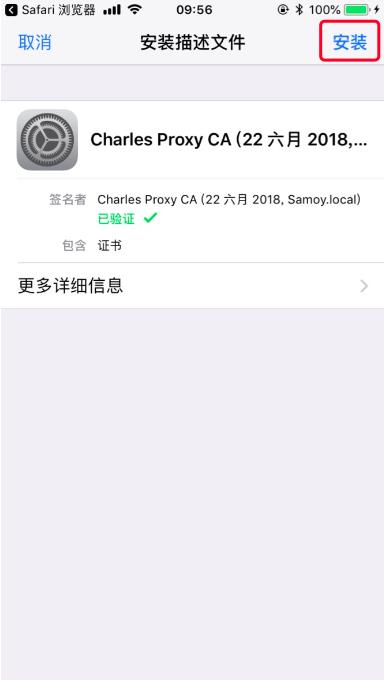 Safari 浏览器 09:56 100%
取消 安装描述文件 安装
Charles Proxy CA (22 六月 2018,...
签名者 Charles Proxy CA (22 六月 2018, Samoy.local)
已验证
包含 证书
更多详细信息